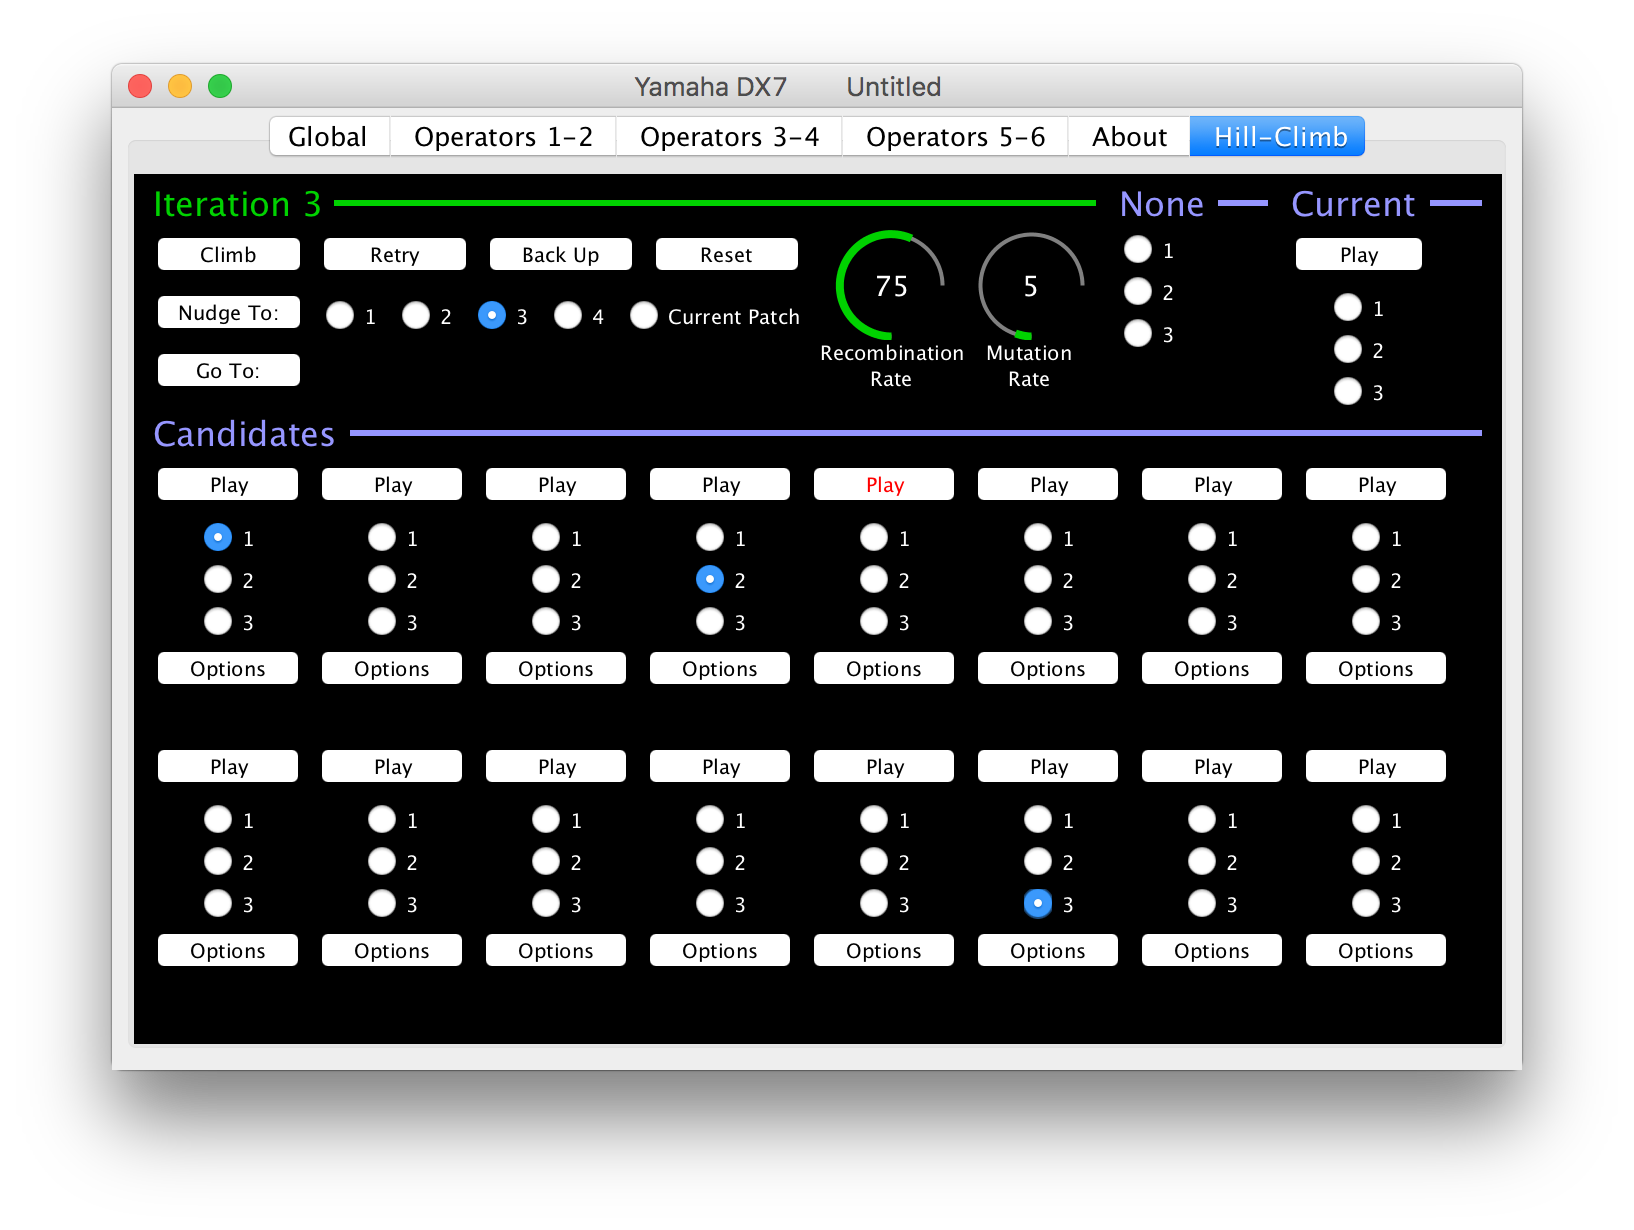 Yamaha DX7 Untitled
Global Operators 1-2 Operators 3-4 Operators 5-6 About Hill-Climb
Iteration 3 None Current
Climb Retry Back Up Reset 1 Play
Nudge To: 1 2 3 4 Current Patch 75 5 2 1
3 2
Go To: Recombination Rate Mutation Rate 3
Candidates
Play Play Play Play Play Play Play Play
1 1 1 1 1 1 1 1
2 2 2 2 2 2 2 2
3 3 3 3 3 3 3 3
Options Options Options Options Options Options Options Options
Play Play Play Play Play Play Play Play
1 1 1 1 1 1 1 1
2 2 2 2 2 2 2 2
3 3 3 3 3 3 3 3
Options Options Options Options Options Options Options Options